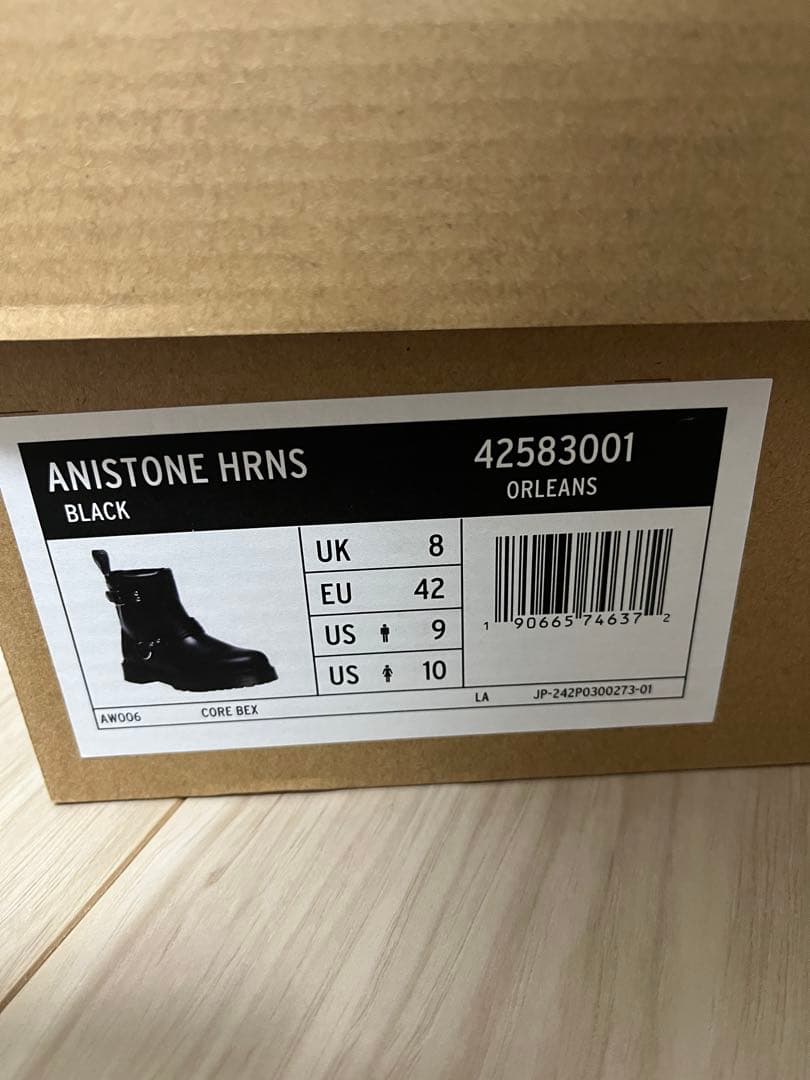 ANISTONE HRNS
BLACK
42583001
ORLEANS
UK 8
EU 42
US 9
US 10
1 90665 74637 2
AW006 CORE BEX LA JP-242P0300273-01